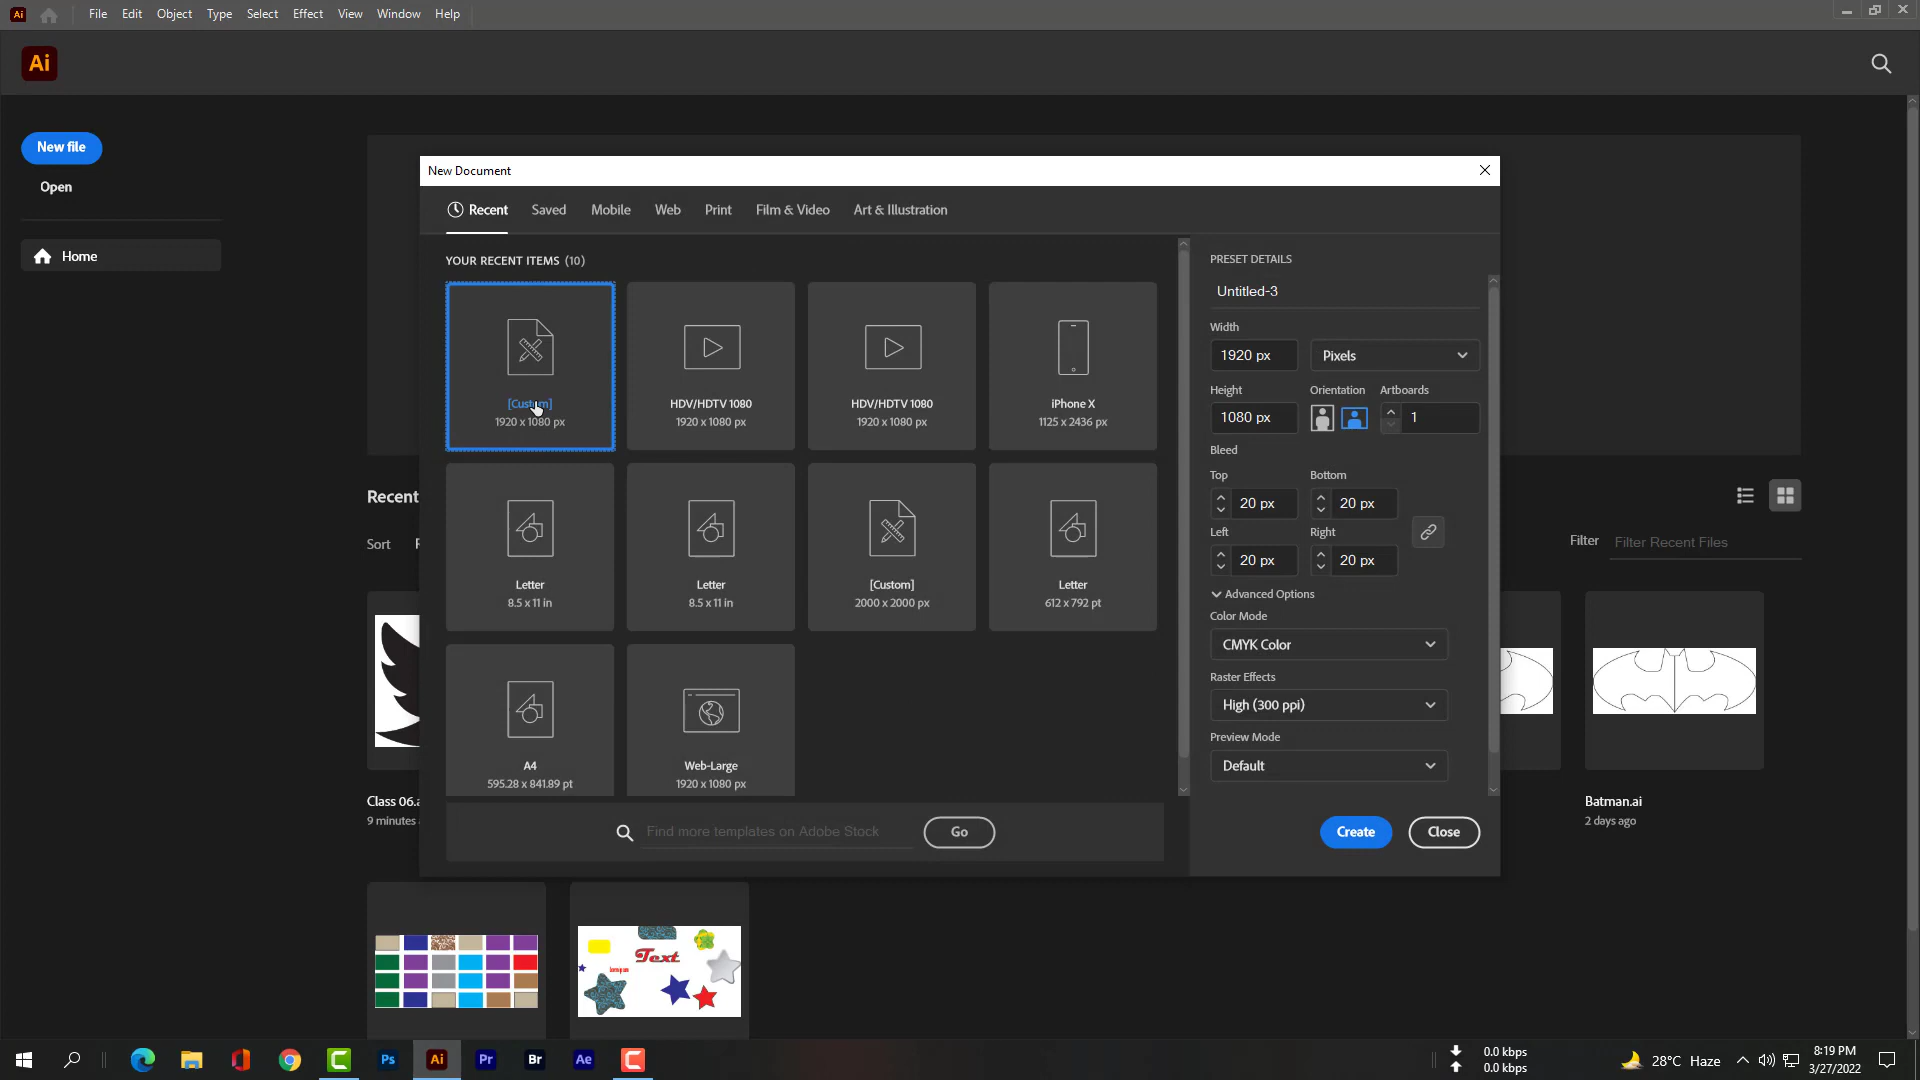 Ai
File Edit Object Type Select Effect View Window Help
Ai
New file
Open
Home
New Document
Recent Saved Mobile Web Print Film & Video Art & Illustration
YOUR RECENT ITEMS (10)
[Custom]
1920 x 1080 px
HDV/HDTV 1080
1920 x 1080 px
HDV/HDTV 1080
1920 x 1080 px
iPhone X
1125 x 2436 px
Letter
8.5 x 11 in
Letter
8.5 x 11 in
[Custom]
2000 x 2000 px
Letter
612 x 792 pt
A4
595.28 x 841.89 pt
Web-Large
1920 x 1080 px
Find more templates on Adobe Stock
Go
PRESET DETAILS
Untitled-3
Width
1920 px Pixels
Height Orientation Artboards
1080 px 1
Bleed
Top Bottom
20 px 20 px
Left Right
20 px 20 px
Advanced Options
Color Mode
CMYK Color
Raster Effects
High (300 ppi)
Preview Mode
Default
Create Close
Recent
Sort
Filter Filter Recent Files
Class 06.
9 minutes
Batman.ai
2 days ago
Text
Ps Ai Pr Br Ae
0.0 kbps
0.0 kbps
28°C Haze
8:19 PM
3/27/2022